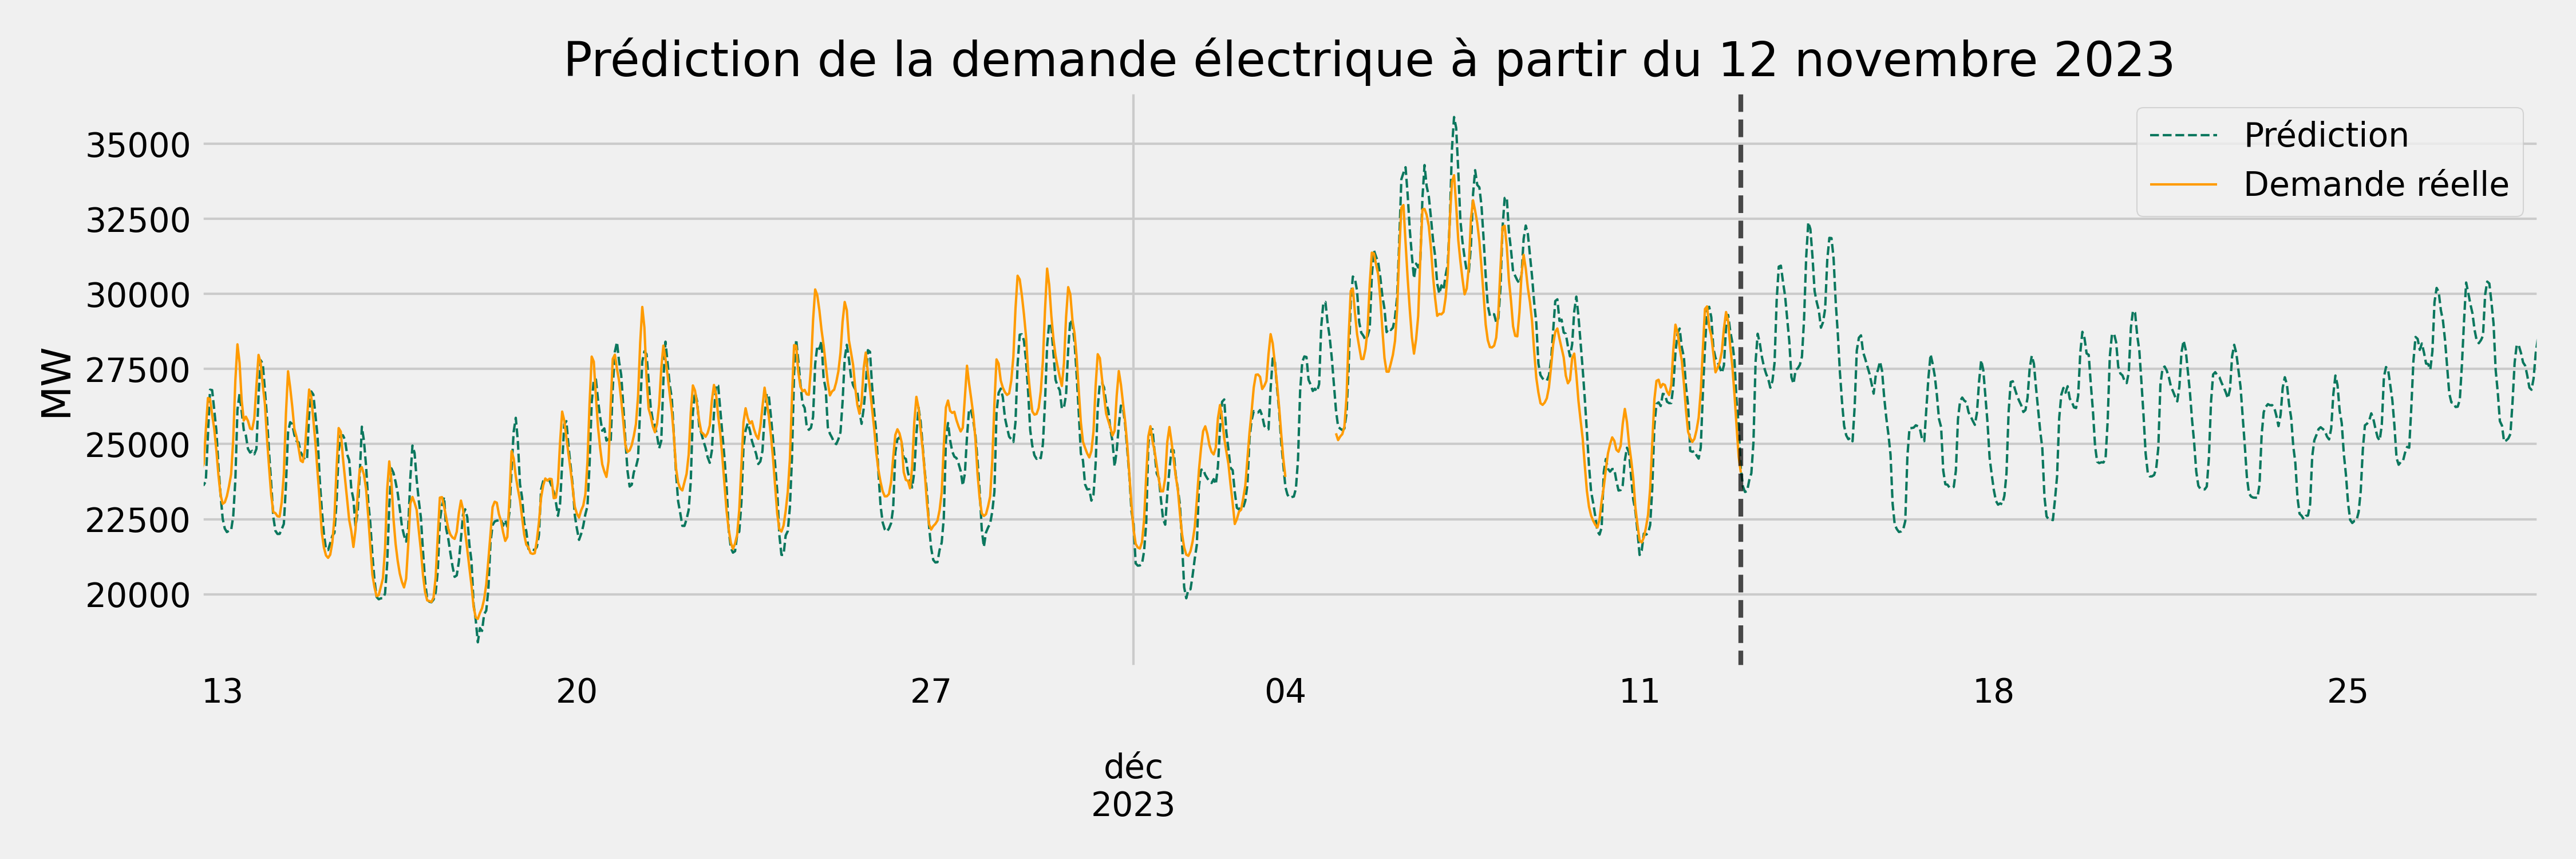 Prédiction de la demande électrique à partir du 12 novembre 2023
Prédiction
Demande réelle
MW
35000
32500
30000
27500
25000
22500
20000
13 20 27 04 11 18 25
déc
2023